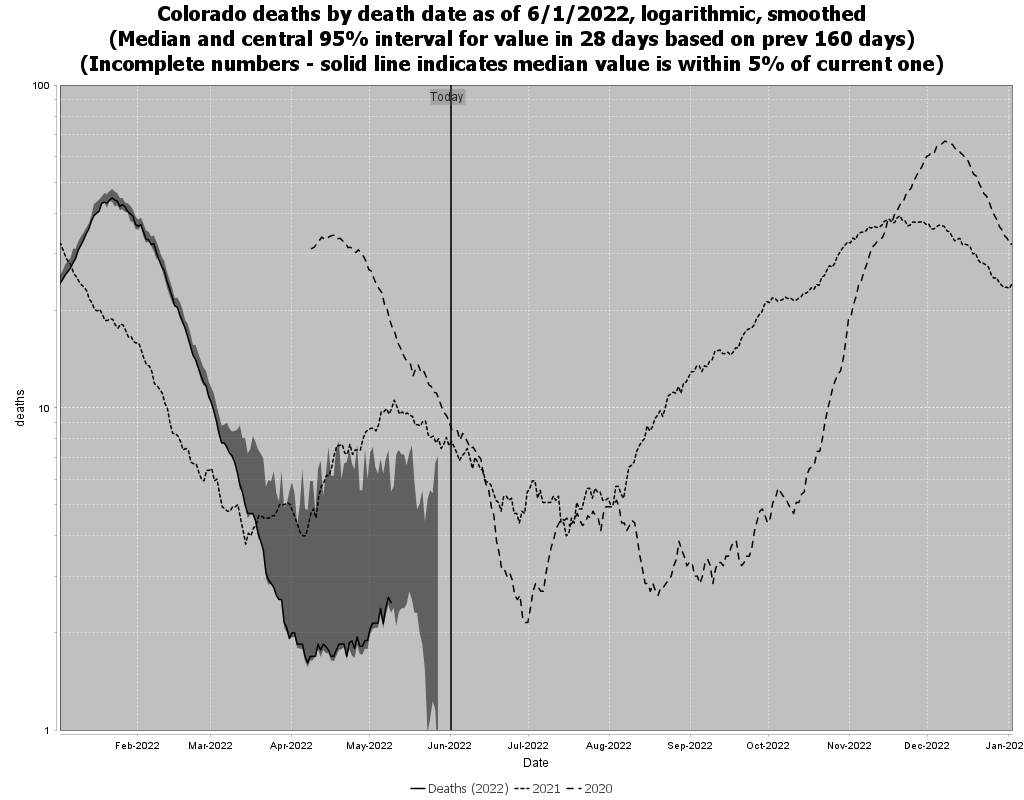 Colorado deaths by death date as of 6/1/2022, logarithmic, smoothed
(Median and central 95% interval for value in 28 days based on prev 160 days)
(Incomplete numbers - solid line indicates median value is within 5% of current one)
100
Today
10
deaths
1
Feb-2022 Mar-2022 Apr-2022 May-2022 Jun-2022 Jul-2022 Aug-2022 Sep-2022 Oct-2022 Nov-2022 Dec-2022 Jan-202
Date
Deaths (2022) 2021 2020